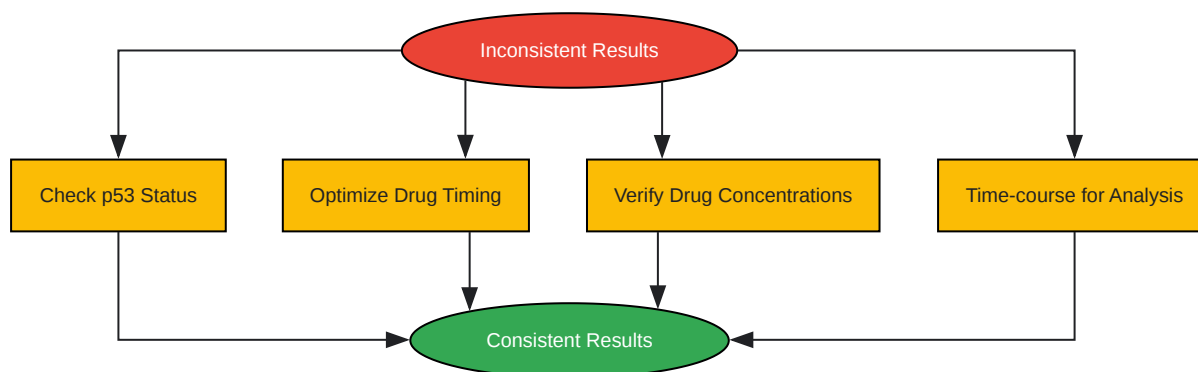 Inconsistent Results
Check p53 Status
Optimize Drug Timing
Verify Drug Concentrations
Time-course for Analysis
Consistent Results